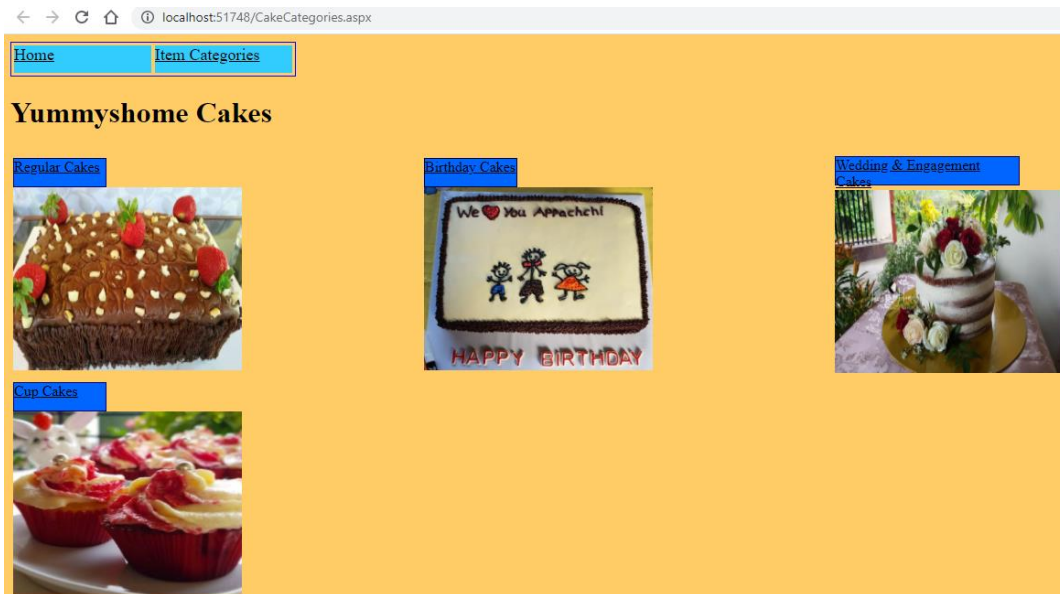 localhost:51748/CakeCategories.aspx
Home
Item Categories
Yummyshome Cakes
Regular Cakes
Birthday Cakes
Wedding & Engagement
Cakes
We You Appachchi
HAPPY BIRTHDAY
Cup Cakes